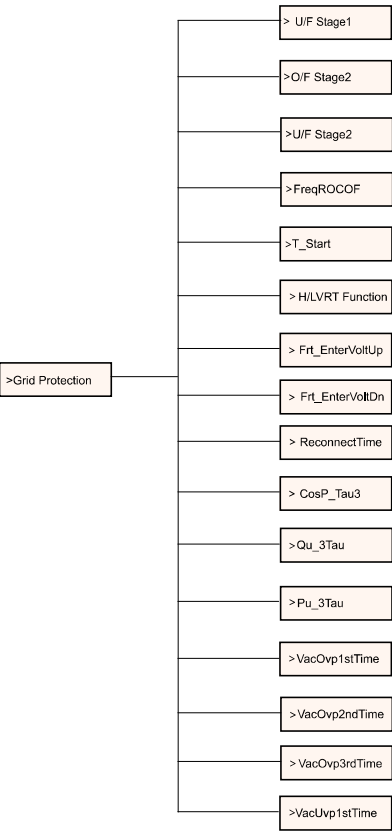 >Grid Protection
> U/F Stage1
>O/F Stage2
>U/F Stage2
>FreqROCOF
>T_Start
> H/LVRT Function
> Frt_EnterVoltUp
> Frt_EnterVoltDn
> ReconnectTime
> CosP_Tau3
>Qu_3Tau
>Pu_3Tau
>VacOvp1stTime
>VacOvp2ndTime
>VacOvp3rdTime
>VacUvp1stTime